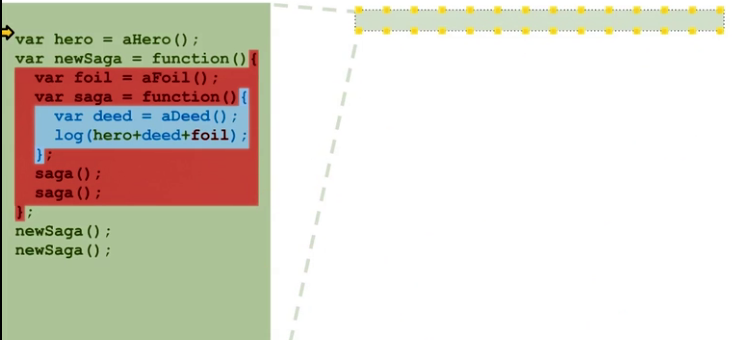 var hero = aHero();
var newSaga = function(){
var foil = aFoil();
var saga = function(){
var deed = aDeed();
log(hero+deed+foil);
};
saga();
saga();
};
newSaga();
newSaga();